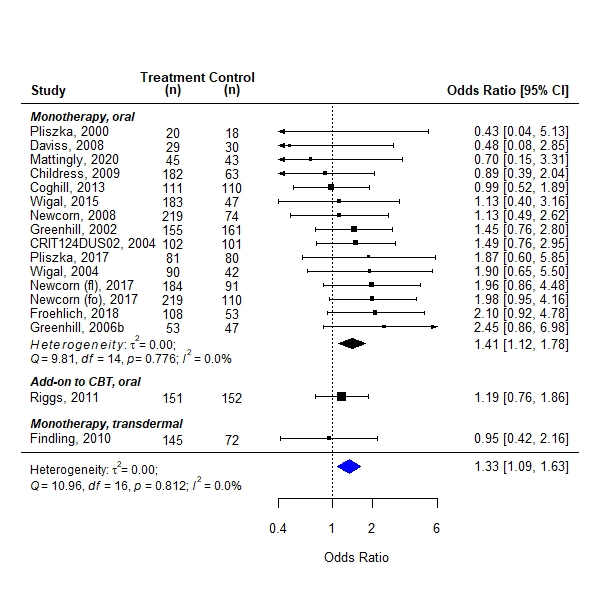 Treatment Control
Study (n) (n) Odds Ratio [95% CI]
Monotherapy, oral
Pliszka, 2000 20 18 0.43 [0.04, 5.13]
Daviss, 2008 29 30 0.48 [0.08, 2.85]
Mattingly, 2020 45 43 0.70 [0.15, 3.31]
Childress, 2009 182 63 0.89 [0.39, 2.04]
Coghill, 2013 111 110 0.99 [0.52, 1.89]
Wigal, 2015 183 47 1.13 [0.40, 3.16]
Newcorn, 2008 219 74 1.13 [0.49, 2.62]
Greenhill, 2002 155 161 1.45 [0.76, 2.80]
CRIT124DUS02, 2004 102 101 1.49 [0.76, 2.95]
Pliszka, 2017 81 80 1.87 [0.60, 5.85]
Wigal, 2004 90 42 1.90 [0.65, 5.50]
Newcorn (fl), 2017 184 91 1.96 [0.86, 4.48]
Newcorn (fo), 2017 219 110 1.98 [0.95, 4.16]
Froehlich, 2018 108 53 2.10 [0.92, 4.78]
Greenhill, 2006b 53 47 2.45 [0.86, 6.98]
Heterogeneity: τ²= 0.00; 1.41 [1.12, 1.78]
Q = 9.81, df = 14, p = 0.776; I² = 0.0%
Add-on to CBT, oral
Riggs, 2011 151 152 1.19 [0.76, 1.86]
Monotherapy, transdermal
Findling, 2010 145 72 0.95 [0.42, 2.16]
Heterogeneity: τ²= 0.00; 1.33 [1.09, 1.63]
Q = 10.96, df = 16, p = 0.812; I² = 0.0%
0.4 1 2 6
Odds Ratio